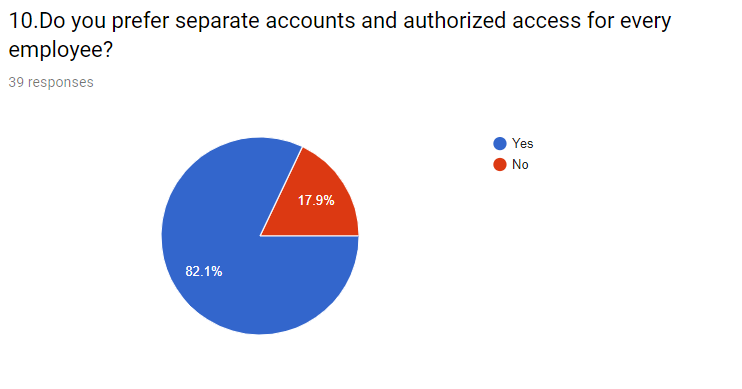 10.Do you prefer separate accounts and authorized access for every
employee?
39 responses
Yes
No
17.9%
82.1%